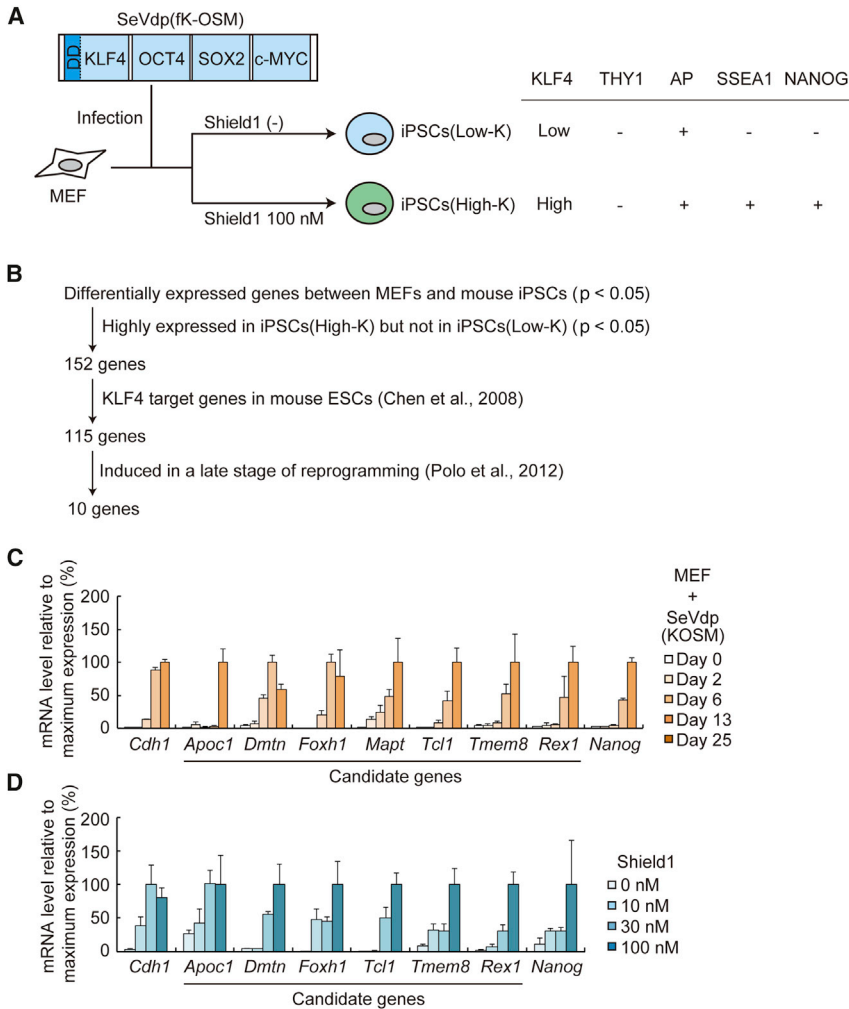 A
SeVdp(fK-OSM)
DD KLF4 OCT4 SOX2 c-MYC
Infection
MEF
Shield1 (-)
Shield1 100 nM
iPSCs(Low-K)
iPSCs(High-K)
KLF4 THY1 AP SSEA1 NANOG
Low - + - -
High - + + +
B
Differentially expressed genes between MEFs and mouse iPSCs (p < 0.05)
Highly expressed in iPSCs(High-K) but not in iPSCs(Low-K) (p < 0.05)
152 genes
KLF4 target genes in mouse ESCs (Chen et al., 2008)
115 genes
Induced in a late stage of reprogramming (Polo et al., 2012)
10 genes
C
mRNA level relative to
maximum expression (%)
200
150
100
50
0
Cdh1 Apoc1 Dmtn Foxh1 Mapt Tcl1 Tmem8 Rex1 Nanog
Candidate genes
MEF
+
SeVdp
(KOSM)
Day 0
Day 2
Day 6
Day 13
Day 25
D
mRNA level relative to
maximum expression (%)
200
150
100
50
0
Cdh1 Apoc1 Dmtn Foxh1 Tcl1 Tmem8 Rex1 Nanog
Candidate genes
Shield1
0 nM
10 nM
30 nM
100 nM